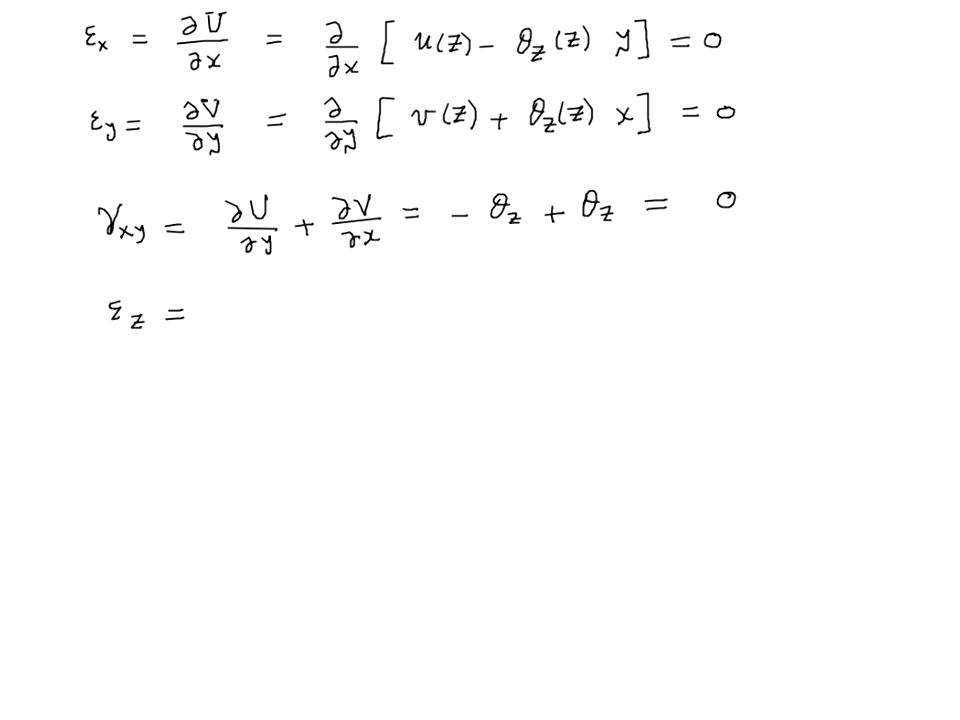 εx = ∂U/∂x = ∂/∂x [ u(z) − θz(z) y ] = 0
εy = ∂V/∂y = ∂/∂y [ v(z) + θz(z) x ] = 0
γxy = ∂U/∂y + ∂V/∂x = − θz + θz = 0
εz =